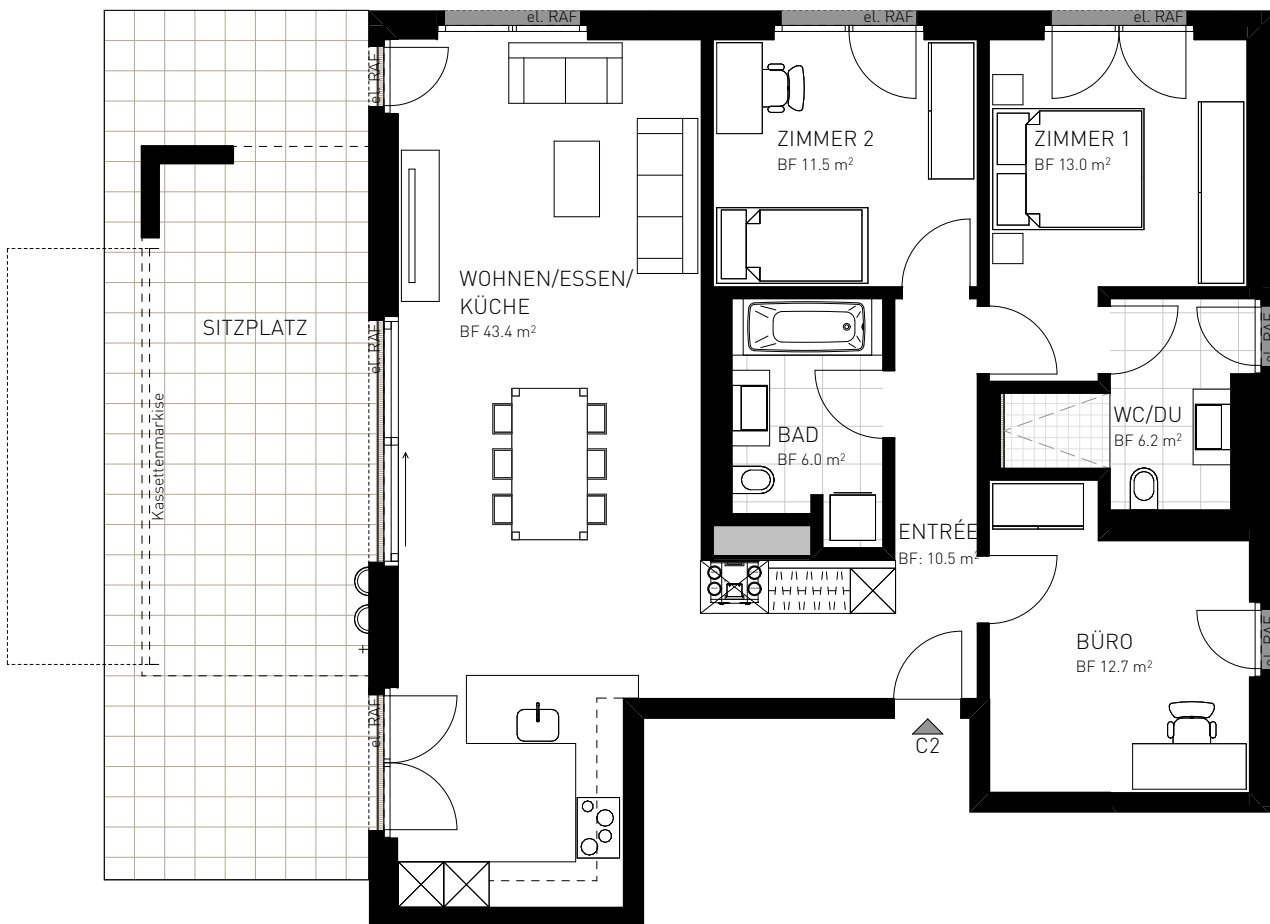 el. RAF
el. RAF
el. RAF
el. RAF
ZIMMER 2
BF 11.5 m²
ZIMMER 1
BF 13.0 m²
WOHNEN/ESSEN/
KÜCHE
BF 43.4 m²
SITZPLATZ
el. RAF
el. RAF
Kassettenmarkise
WC/DU
BF 6.2 m²
BAD
BF 6.0 m²
ENTRÉE
BF: 10.5 m²
BÜRO
BF 12.7 m²
el. RAF
el. RAF
C2